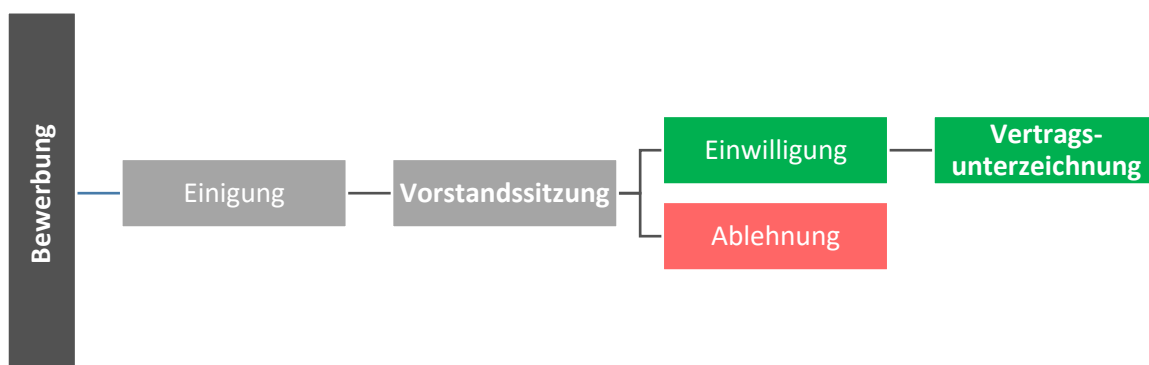 Bewerbung
Einigung
Vorstandssitzung
Einwilligung
Vertrags-
unterzeichnung
Ablehnung